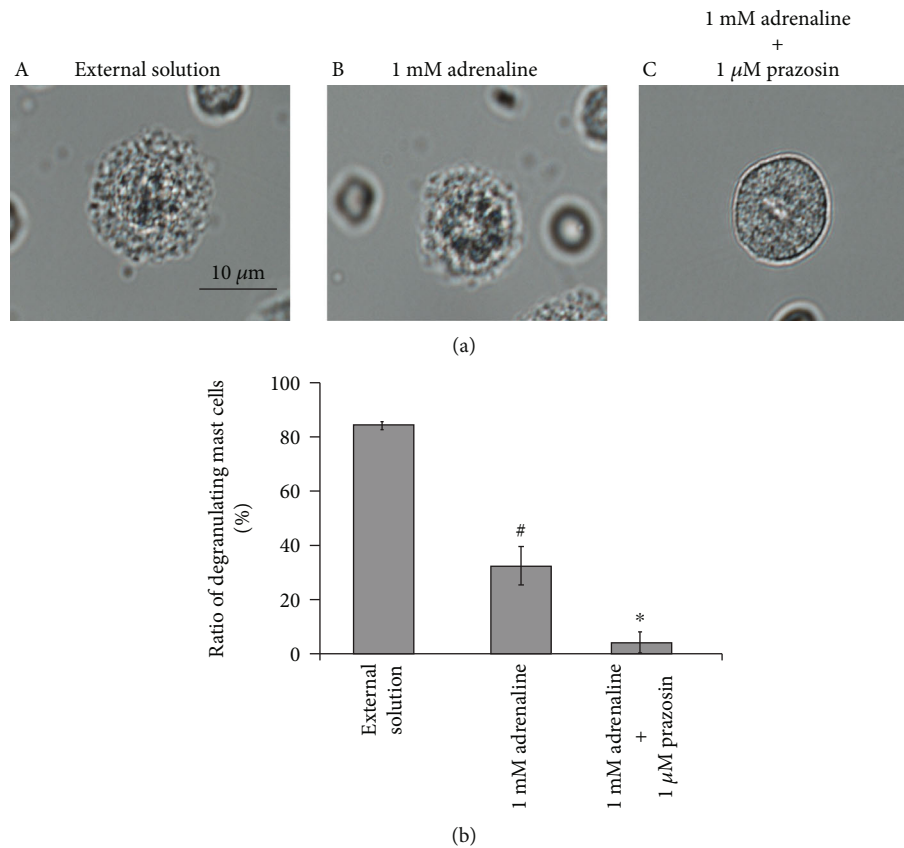 1 mM adrenaline
+
A External solution B 1 mM adrenaline C 1 μM prazosin
10 μm
(a)
100
80
60
40
20
0
Ratio of degranulating mast cells
(%)
#
*
External
solution
1 mM adrenaline
1 mM adrenaline
+
1 μM prazosin
(b)